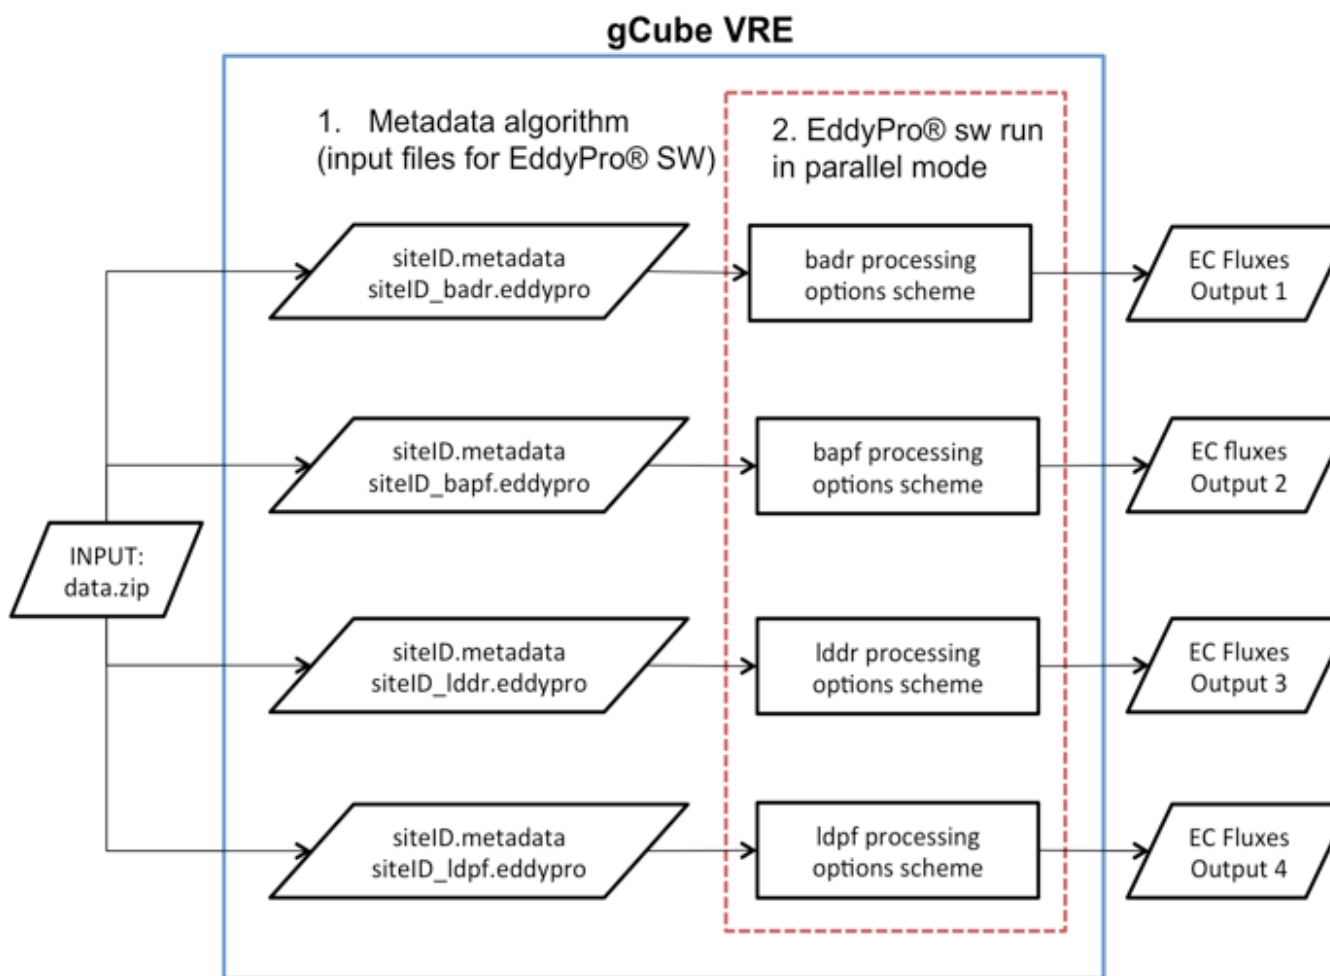 gCube VRE
1. Metadata algorithm
(input files for EddyPro® SW)
2. EddyPro® sw run
in parallel mode
siteID.metadata
siteID_badr.eddypro
badr processing
options scheme
EC Fluxes
Output 1
siteID.metadata
siteID_bapf.eddypro
bapf processing
options scheme
EC fluxes
Output 2
INPUT:
data.zip
siteID.metadata
siteID_lddr.eddypro
lddr processing
options scheme
EC Fluxes
Output 3
siteID.metadata
siteID_ldpf.eddypro
ldpf processing
options scheme
EC Fluxes
Output 4